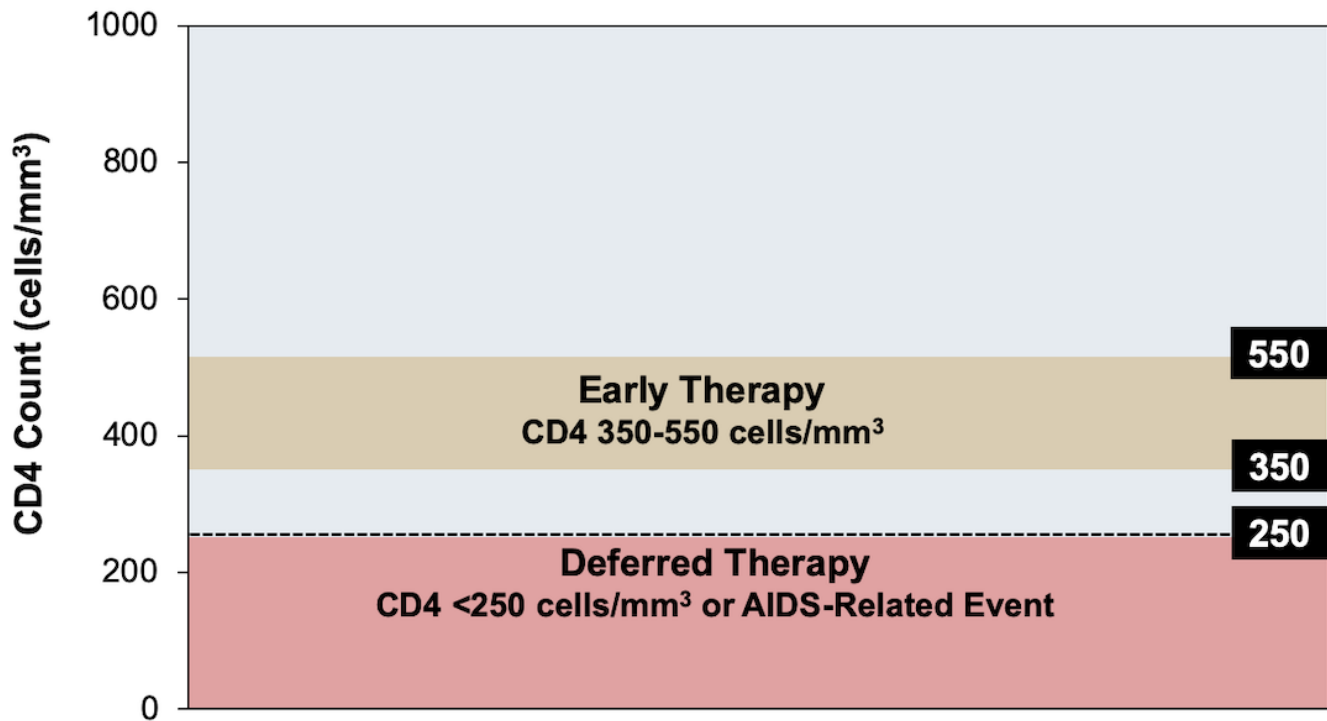 1000
800
600
400
200
0
CD4 Count (cells/mm³)
550
Early Therapy
CD4 350-550 cells/mm³
350
250
Deferred Therapy
CD4 <250 cells/mm³ or AIDS-Related Event